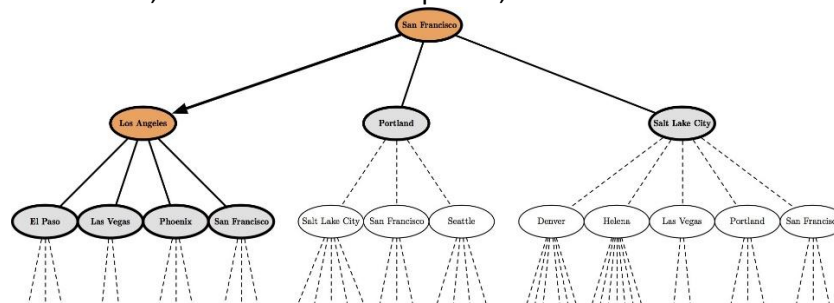 San Francisco
Los Angeles
Portland
Salt Lake City
El Paso
Las Vegas
Phoenix
San Francisco
Salt Lake City
San Francisco
Seattle
Denver
Helena
Las Vegas
Portland
San Francisco